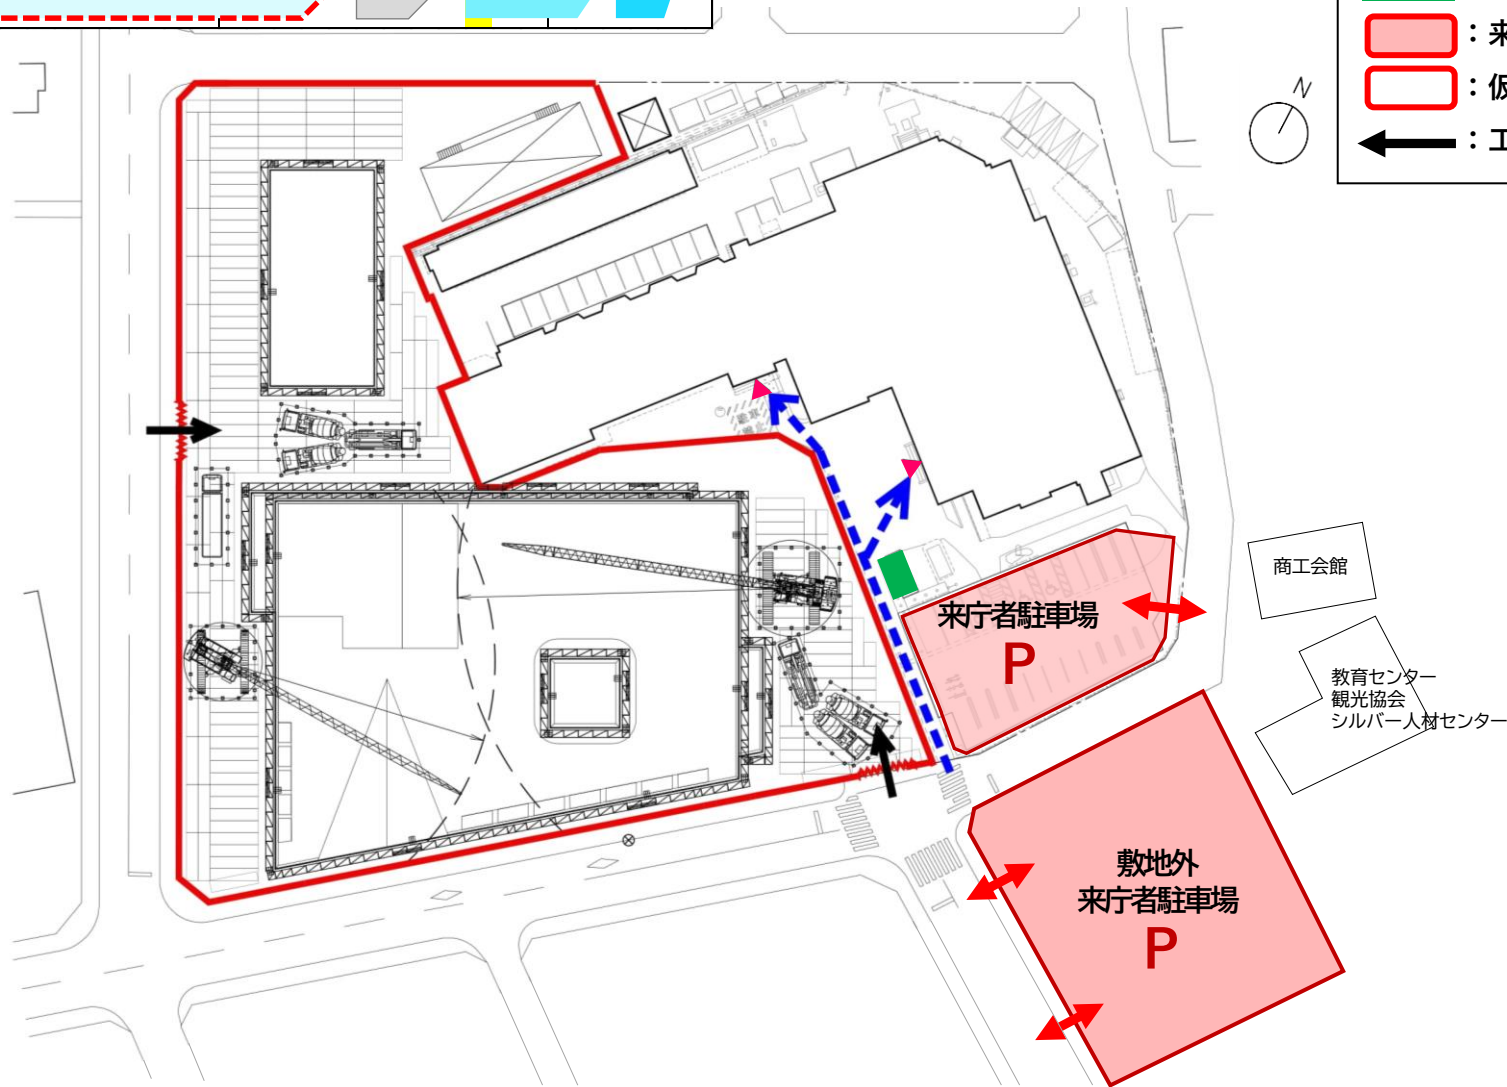 ：来
：仮
：工
N
商工会館
来庁者駐車場
P
教育センター
観光協会
シルバー人材センター
敷地外
来庁者駐車場
P